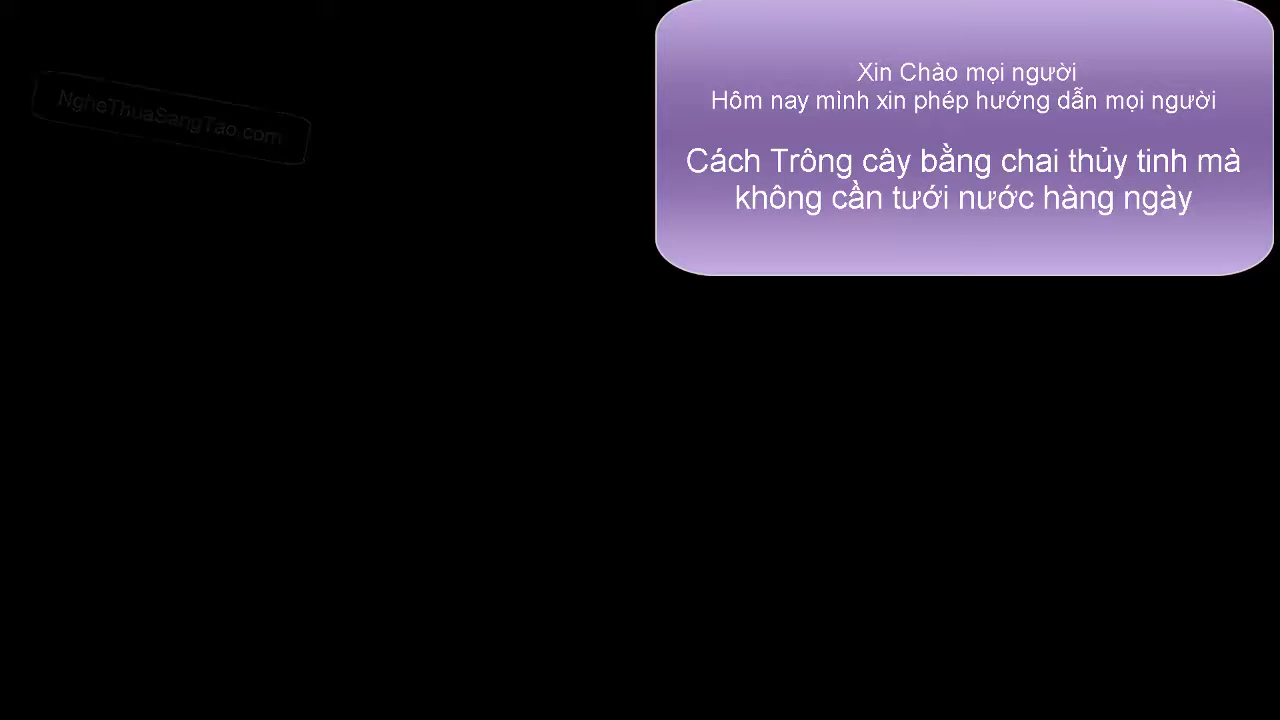 NgheThuaSangTao.com
Xin Chào mọi người
Hôm nay mình xin phép hướng dẫn mọi người
Cách Trông cây bằng chai thủy tinh mà
không cần tưới nước hàng ngày